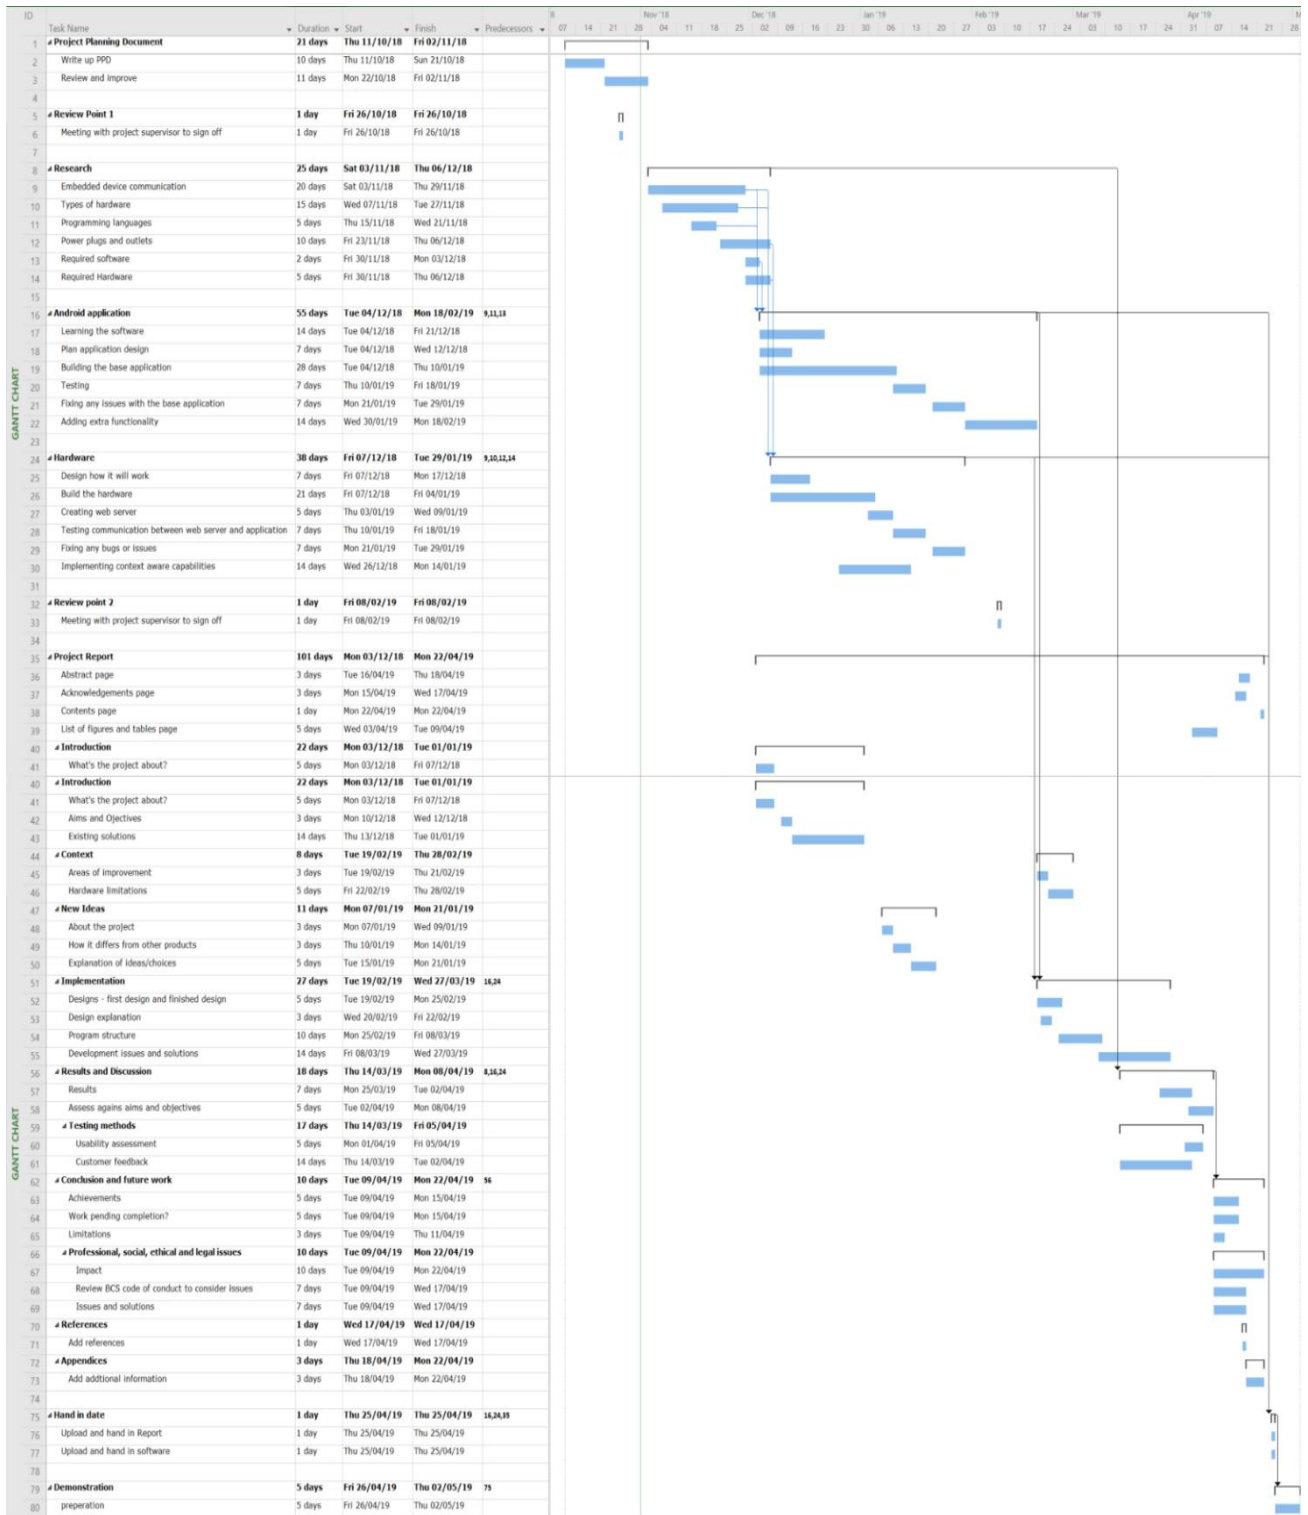 ID
8 Nov '18 Dec '18 Jan '19 Feb '19 Mar '19 Apr '19 M
Task Name Duration Start Finish Predecessors 07 14 21 28 04 11 18 25 02 09 16 23 30 06 13 20 27 03 10 17 24 03 10 17 24 31 07 14 21 28
1 Project Planning Document 21 days Thu 11/10/18 Fri 02/11/18
2 Write up PPD 10 days Thu 11/10/18 Sun 21/10/18
3 Review and improve 11 days Mon 22/10/18 Fri 02/11/18
4
5 Review Point 1 1 day Fri 26/10/18 Fri 26/10/18
6 Meeting with project supervisor to sign off 1 day Fri 26/10/18 Fri 26/10/18
7
8 Research 25 days Sat 03/11/18 Thu 06/12/18
9 Embedded device communication 20 days Sat 03/11/18 Thu 29/11/18
10 Types of hardware 15 days Wed 07/11/18 Tue 27/11/18
11 Programming languages 5 days Thu 15/11/18 Wed 21/11/18
12 Power plugs and outlets 10 days Fri 23/11/18 Thu 06/12/18
13 Required software 2 days Fri 30/11/18 Mon 03/12/18
14 Required Hardware 5 days Fri 30/11/18 Thu 06/12/18
15
16 Android application 55 days Tue 04/12/18 Mon 18/02/19 9,11,13
17 Learning the software 14 days Tue 04/12/18 Fri 21/12/18
18 Plan application design 7 days Tue 04/12/18 Wed 12/12/18
19 Building the base application 28 days Tue 04/12/18 Thu 10/01/19
20 Testing 7 days Thu 10/01/19 Fri 18/01/19
21 Fixing any issues with the base application 7 days Mon 21/01/19 Tue 29/01/19
22 Adding extra functionality 14 days Wed 30/01/19 Mon 18/02/19
GANTT CHART
23
24 Hardware 38 days Fri 07/12/18 Tue 29/01/19 9,10,12,14
25 Design how it will work 7 days Fri 07/12/18 Mon 17/12/18
26 Build the hardware 21 days Fri 07/12/18 Fri 04/01/19
27 Creating web server 5 days Thu 03/01/19 Wed 09/01/19
28 Testing communication between web server and application 7 days Thu 10/01/19 Fri 18/01/19
29 Fixing any bugs or issues 7 days Mon 21/01/19 Tue 29/01/19
30 Implementing context aware capabilities 14 days Wed 26/12/18 Mon 14/01/19
31
32 Review point 2 1 day Fri 08/02/19 Fri 08/02/19
33 Meeting with project supervisor to sign off 1 day Fri 08/02/19 Fri 08/02/19
34
35 Project Report 101 days Mon 03/12/18 Mon 22/04/19
36 Abstract page 3 days Tue 16/04/19 Thu 18/04/19
37 Acknowledgements page 3 days Mon 15/04/19 Wed 17/04/19
38 Contents page 1 day Mon 22/04/19 Mon 22/04/19
39 List of figures and tables page 5 days Wed 03/04/19 Tue 09/04/19
40 Introduction 22 days Mon 03/12/18 Tue 01/01/19
41 What's the project about? 5 days Mon 03/12/18 Fri 07/12/18
40 Introduction 22 days Mon 03/12/18 Tue 01/01/19
41 What's the project about? 5 days Mon 03/12/18 Fri 07/12/18
42 Aims and Ojectives 3 days Mon 10/12/18 Wed 12/12/18
43 Existing solutions 14 days Thu 13/12/18 Tue 01/01/19
44 Context 8 days Tue 19/02/19 Thu 28/02/19
45 Areas of improvement 3 days Tue 19/02/19 Thu 21/02/19
46 Hardware limitations 5 days Fri 22/02/19 Thu 28/02/19
47 New Ideas 11 days Mon 07/01/19 Mon 21/01/19
48 About the project 3 days Mon 07/01/19 Wed 09/01/19
49 How it differs from other products 3 days Thu 10/01/19 Mon 14/01/19
50 Explanation of ideas/choices 5 days Tue 15/01/19 Mon 21/01/19
51 Implementation 27 days Tue 19/02/19 Wed 27/03/19 16,24
52 Designs - first design and finished design 5 days Tue 19/02/19 Mon 25/02/19
53 Design explanation 3 days Wed 20/02/19 Fri 22/02/19
54 Program structure 10 days Mon 25/02/19 Fri 08/03/19
55 Development issues and solutions 14 days Fri 08/03/19 Wed 27/03/19
56 Results and Discussion 18 days Thu 14/03/19 Mon 08/04/19 8,16,24
57 Results 7 days Mon 25/03/19 Tue 02/04/19
58 Assess agains aims and objectives 5 days Tue 02/04/19 Mon 08/04/19
GANTT CHART
59 Testing methods 17 days Thu 14/03/19 Fri 05/04/19
60 Usability assessment 5 days Mon 01/04/19 Fri 05/04/19
61 Customer feedback 14 days Thu 14/03/19 Tue 02/04/19
62 Conclusion and future work 10 days Tue 09/04/19 Mon 22/04/19 56
63 Achievements 5 days Tue 09/04/19 Mon 15/04/19
64 Work pending completion? 5 days Tue 09/04/19 Mon 15/04/19
65 Limitations 3 days Tue 09/04/19 Thu 11/04/19
66 Professional, social, ethical and legal issues 10 days Tue 09/04/19 Mon 22/04/19
67 Impact 10 days Tue 09/04/19 Mon 22/04/19
68 Review BCS code of conduct to consider issues 7 days Tue 09/04/19 Wed 17/04/19
69 Issues and solutions 7 days Tue 09/04/19 Wed 17/04/19
70 References 1 day Wed 17/04/19 Wed 17/04/19
71 Add references 1 day Wed 17/04/19 Wed 17/04/19
72 Appendices 3 days Thu 18/04/19 Mon 22/04/19
73 Add addtional information 3 days Thu 18/04/19 Mon 22/04/19
74
75 Hand in date 1 day Thu 25/04/19 Thu 25/04/19 16,24,35
76 Upload and hand in Report 1 day Thu 25/04/19 Thu 25/04/19
77 Upload and hand in software 1 day Thu 25/04/19 Thu 25/04/19
78
79 Demonstration 5 days Fri 26/04/19 Thu 02/05/19 75
80 preperation 5 days Fri 26/04/19 Thu 02/05/19